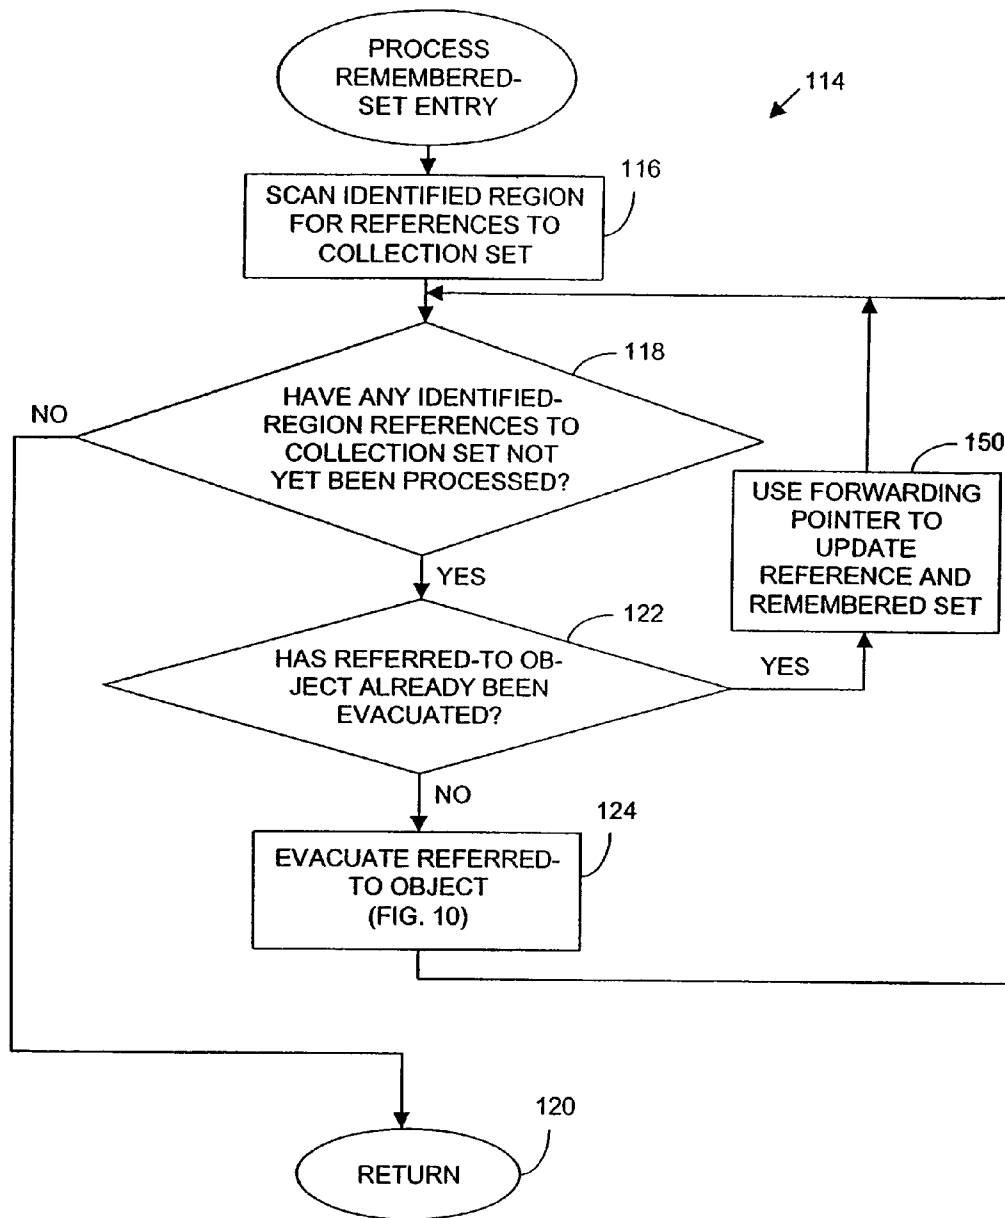 PROCESS
REMEMBERED-
SET ENTRY
114
116
SCAN IDENTIFIED REGION
FOR REFERENCES TO
COLLECTION SET
118
HAVE ANY IDENTIFIED-
REGION REFERENCES TO
COLLECTION SET NOT
YET BEEN PROCESSED?
NO
150
USE FORWARDING
POINTER TO
UPDATE
REFERENCE AND
REMEMBERED SET
YES
122
HAS REFERRED-TO OB-
JECT ALREADY BEEN
EVACUATED?
YES
NO
124
EVACUATE REFERRED-
TO OBJECT
(FIG. 10)
120
RETURN